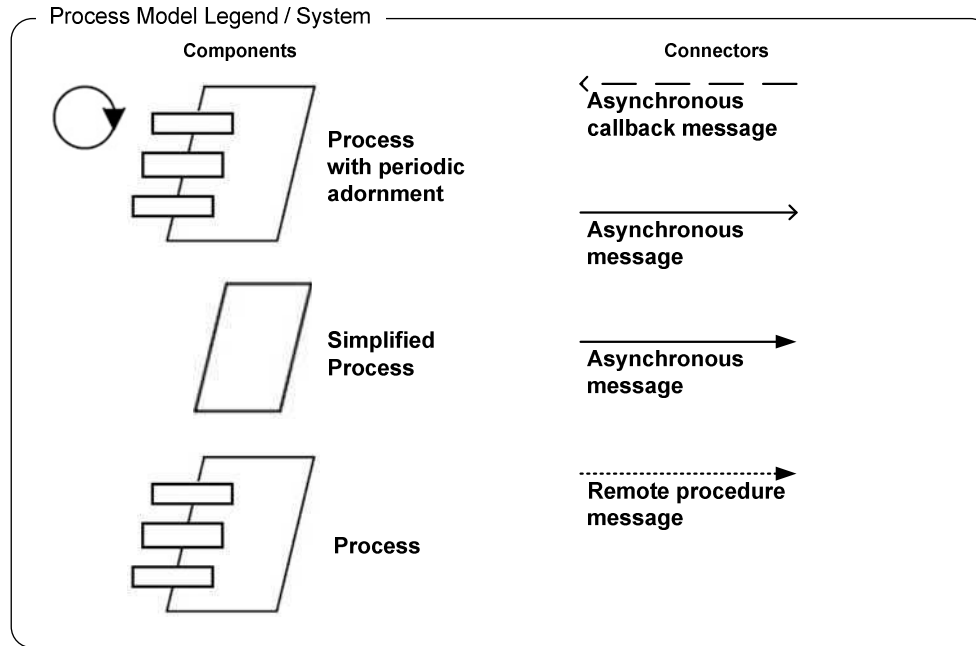 Process Model Legend / System
Components
Process
with periodic
adornment
Simplified
Process
Process
Connectors
Asynchronous
callback message
Asynchronous
message
Asynchronous
message
Remote procedure
message